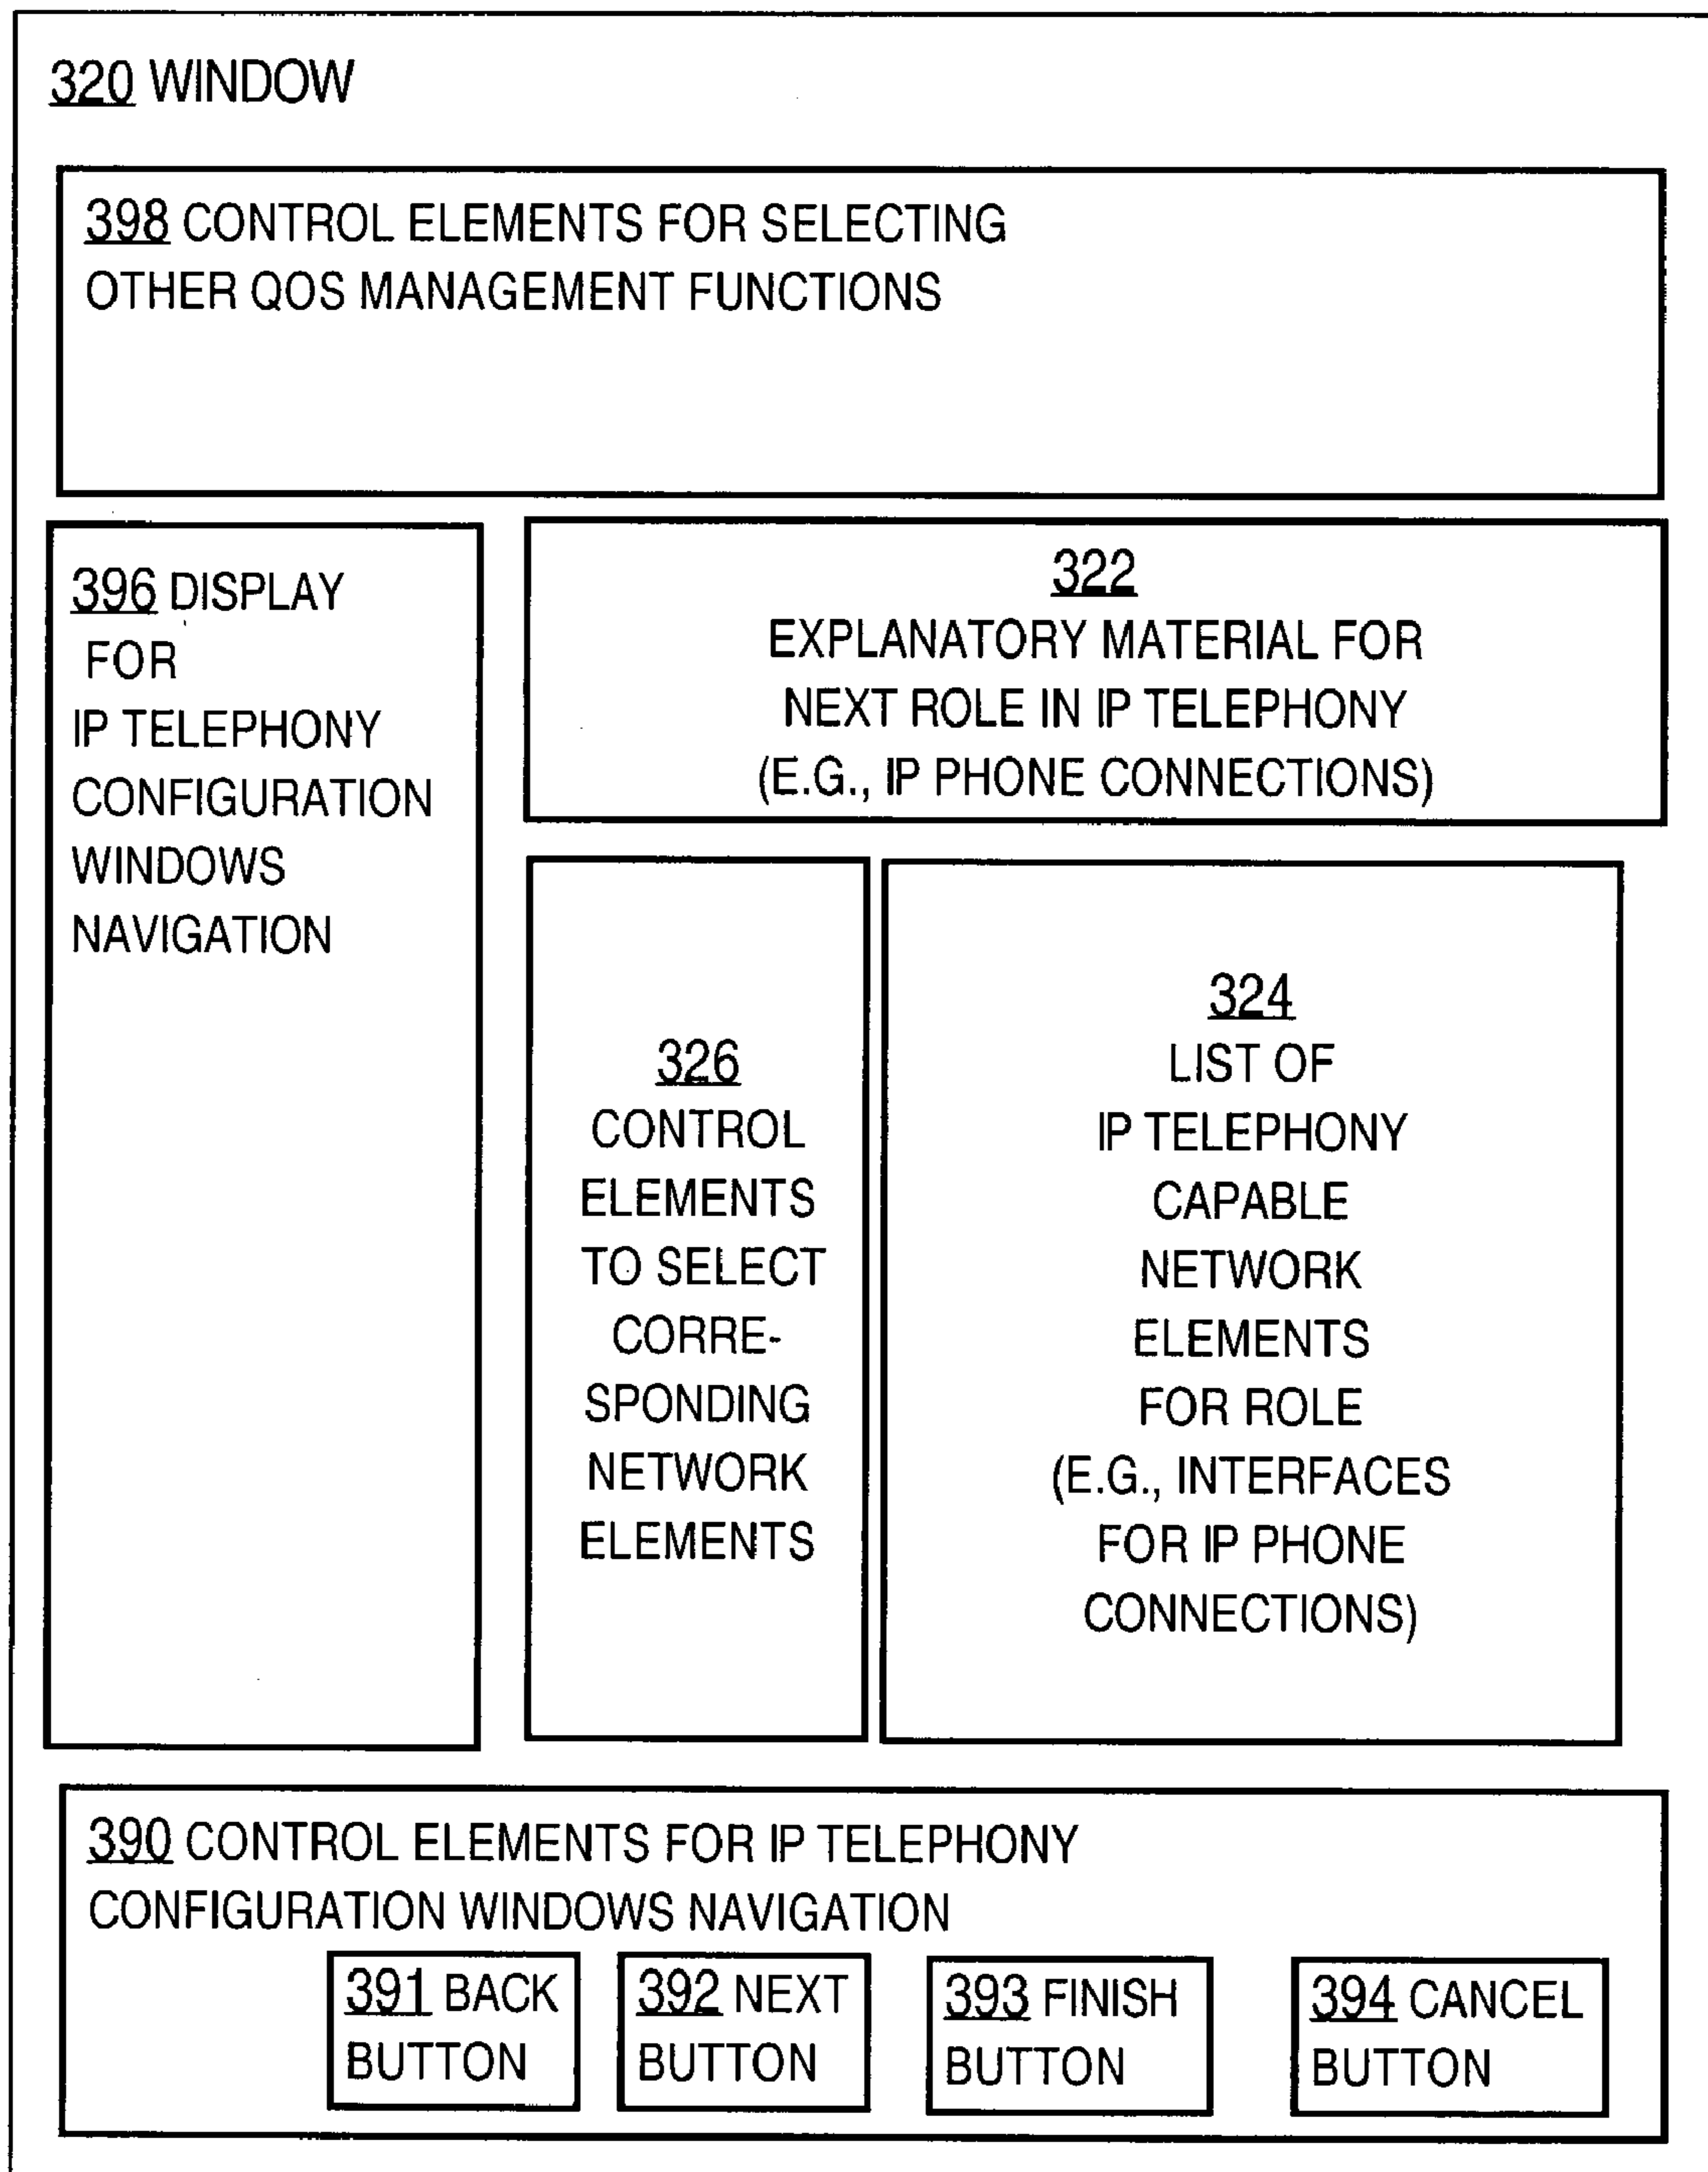 320 WINDOW
398 CONTROL ELEMENTS FOR SELECTING
OTHER QOS MANAGEMENT FUNCTIONS
396 DISPLAY
FOR
IP TELEPHONY
CONFIGURATION
WINDOWS
NAVIGATION
322
EXPLANATORY MATERIAL FOR
NEXT ROLE IN IP TELEPHONY
(E.G., IP PHONE CONNECTIONS)
326
CONTROL
ELEMENTS
TO SELECT
CORRE-
SPONDING
NETWORK
ELEMENTS
324
LIST OF
IP TELEPHONY
CAPABLE
NETWORK
ELEMENTS
FOR ROLE
(E.G., INTERFACES
FOR IP PHONE
CONNECTIONS)
390 CONTROL ELEMENTS FOR IP TELEPHONY
CONFIGURATION WINDOWS NAVIGATION
391 BACK
BUTTON
392 NEXT
BUTTON
393 FINISH
BUTTON
394 CANCEL
BUTTON